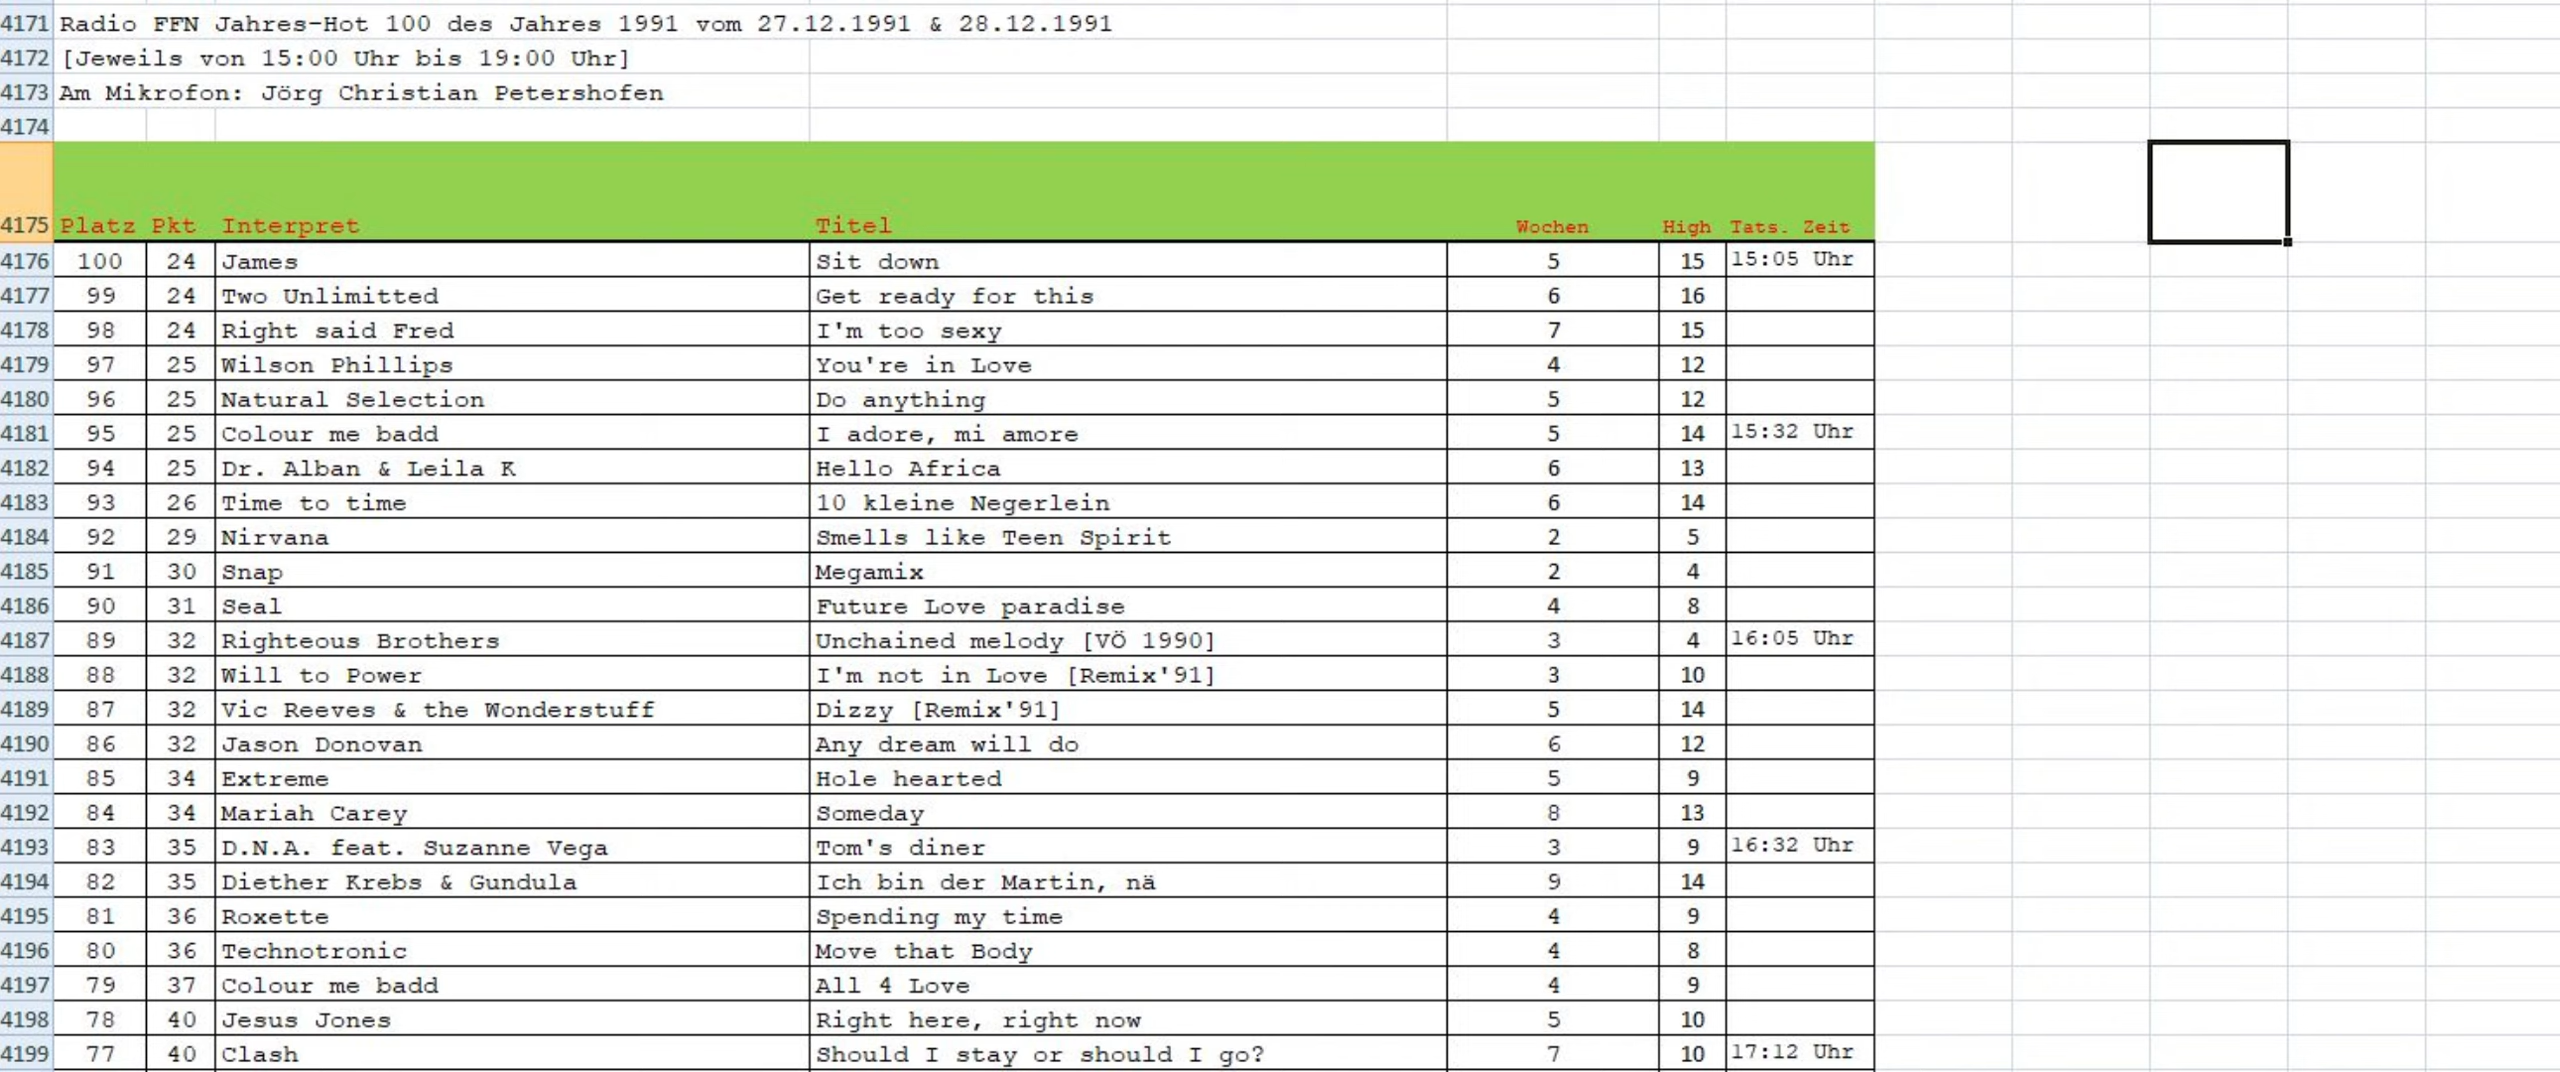 4171 Radio FFN Jahres-Hot 100 des Jahres 1991 vom 27.12.1991 & 28.12.1991
4172 [Jeweils von 15:00 Uhr bis 19:00 Uhr]
4173 Am Mikrofon: Jörg Christian Petershofen
4174
4175 Platz Pkt Interpret Titel Wochen High Tats. Zeit
4176 100 24 James Sit down 5 15 15:05 Uhr
4177 99 24 Two Unlimitted Get ready for this 6 16
4178 98 24 Right said Fred I'm too sexy 7 15
4179 97 25 Wilson Phillips You're in Love 4 12
4180 96 25 Natural Selection Do anything 5 12
4181 95 25 Colour me badd I adore, mi amore 5 14 15:32 Uhr
4182 94 25 Dr. Alban & Leila K Hello Africa 6 13
4183 93 26 Time to time 10 kleine Negerlein 6 14
4184 92 29 Nirvana Smells like Teen Spirit 2 5
4185 91 30 Snap Megamix 2 4
4186 90 31 Seal Future Love paradise 4 8
4187 89 32 Righteous Brothers Unchained melody [VÖ 1990] 3 4 16:05 Uhr
4188 88 32 Will to Power I'm not in Love [Remix'91] 3 10
4189 87 32 Vic Reeves & the Wonderstuff Dizzy [Remix'91] 5 14
4190 86 32 Jason Donovan Any dream will do 6 12
4191 85 34 Extreme Hole hearted 5 9
4192 84 34 Mariah Carey Someday 8 13
4193 83 35 D.N.A. feat. Suzanne Vega Tom's diner 3 9 16:32 Uhr
4194 82 35 Diether Krebs & Gundula Ich bin der Martin, nä 9 14
4195 81 36 Roxette Spending my time 4 9
4196 80 36 Technotronic Move that Body 4 8
4197 79 37 Colour me badd All 4 Love 4 9
4198 78 40 Jesus Jones Right here, right now 5 10
4199 77 40 Clash Should I stay or should I go? 7 10 17:12 Uhr